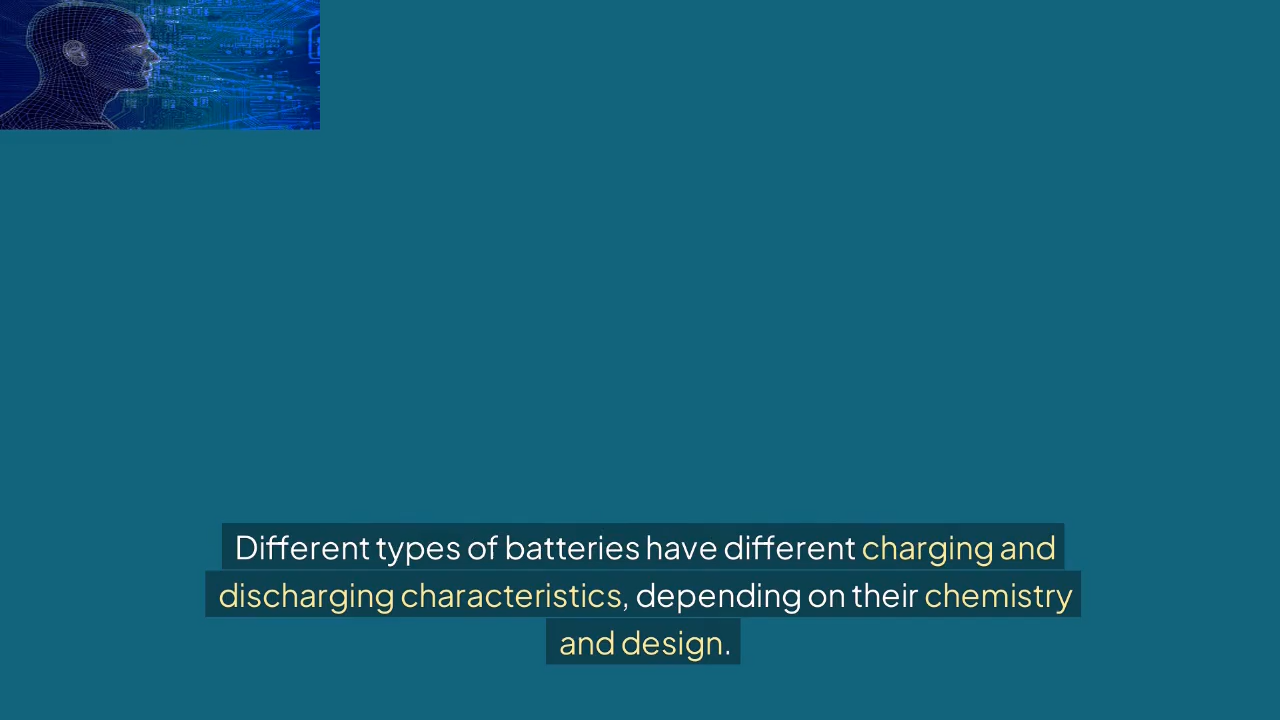 Different types of batteries have different charging and
discharging characteristics, depending on their chemistry
and design.